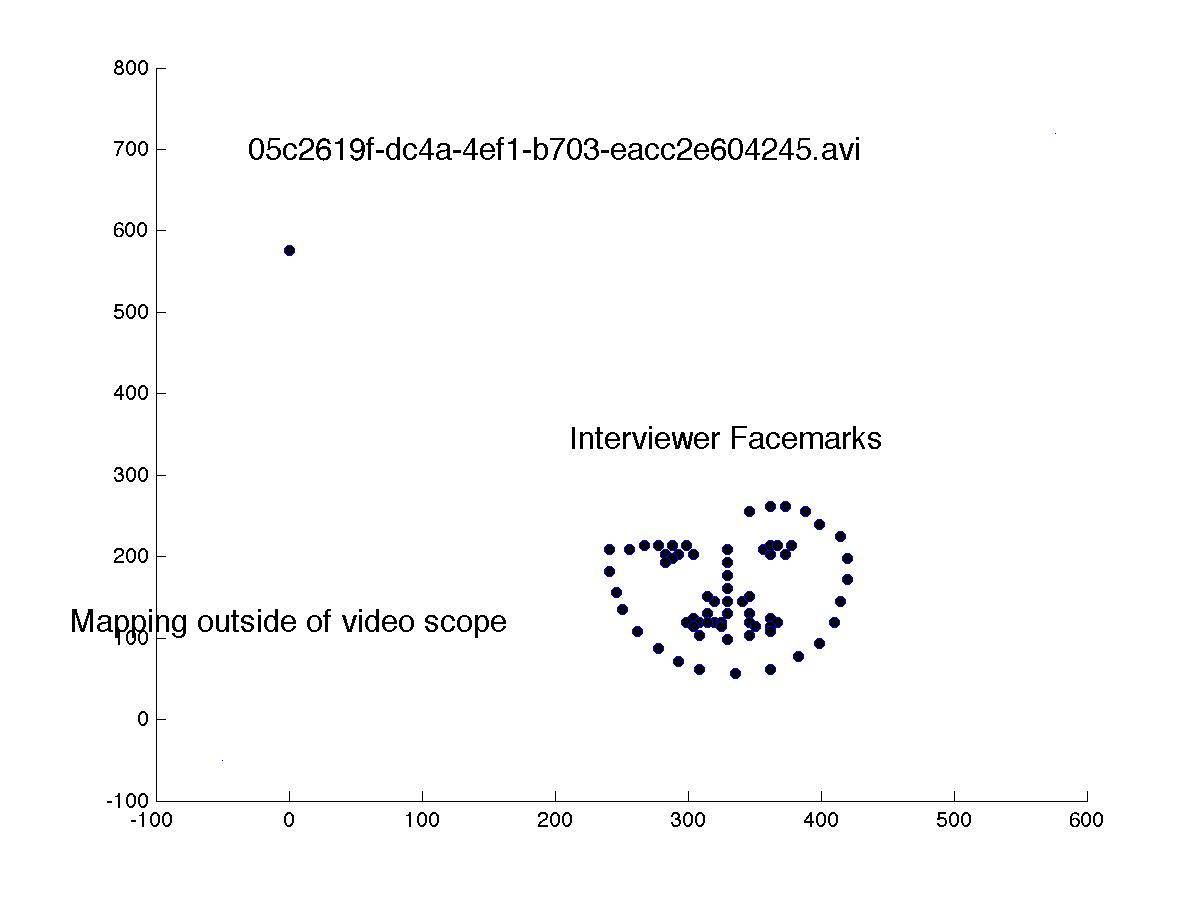 800
700
05c2619f-dc4a-4ef1-b703-eacc2e604245.avi
600
500
400
Interviewer Facemarks
300
200
Mapping outside of video scope
100
0
-100
-100 0 100 200 300 400 500 600